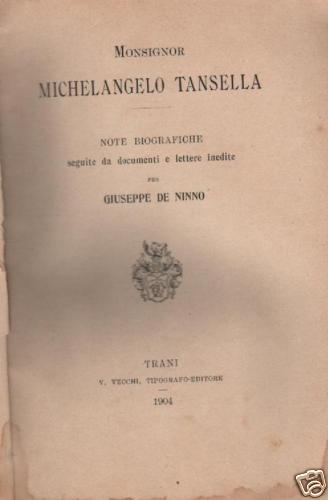 MONSIGNOR
MICHELANGELO TANSELLA
NOTE BIOGRAFICHE
seguite da documenti e lettere inedite
PER
GIUSEPPE DE NINNO
TRANI
V. VECCHI, TIPOGRAFO-EDITORE
1904